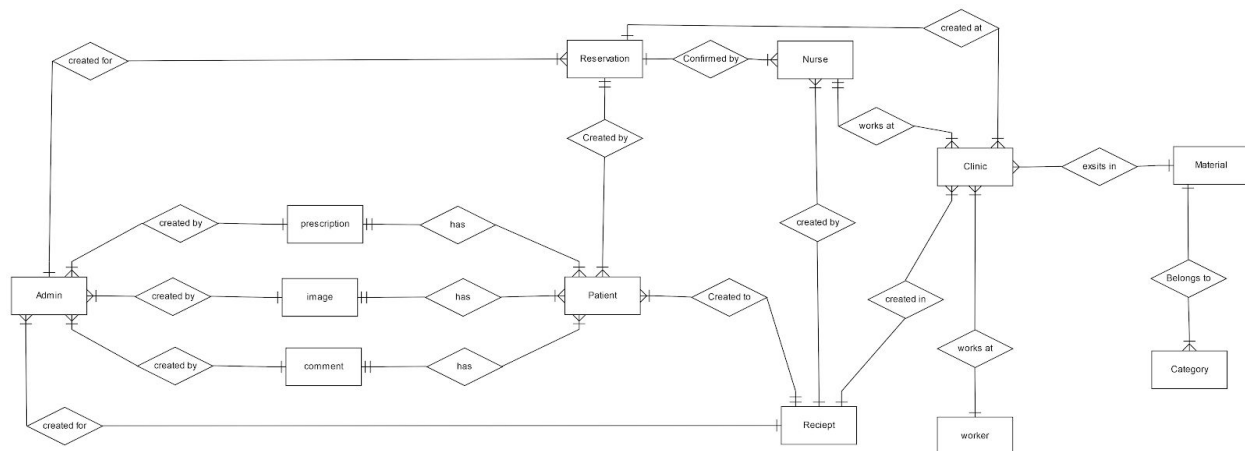 created at
created for
Reservation
Confirmed by
Nurse
Created by
works at
Clinic
exsits in
Material
created by
prescription
has
created by
Admin
created by
image
has
Patient
Created to
created in
Belongs to
created by
comment
has
works at
Category
created for
Reciept
worker